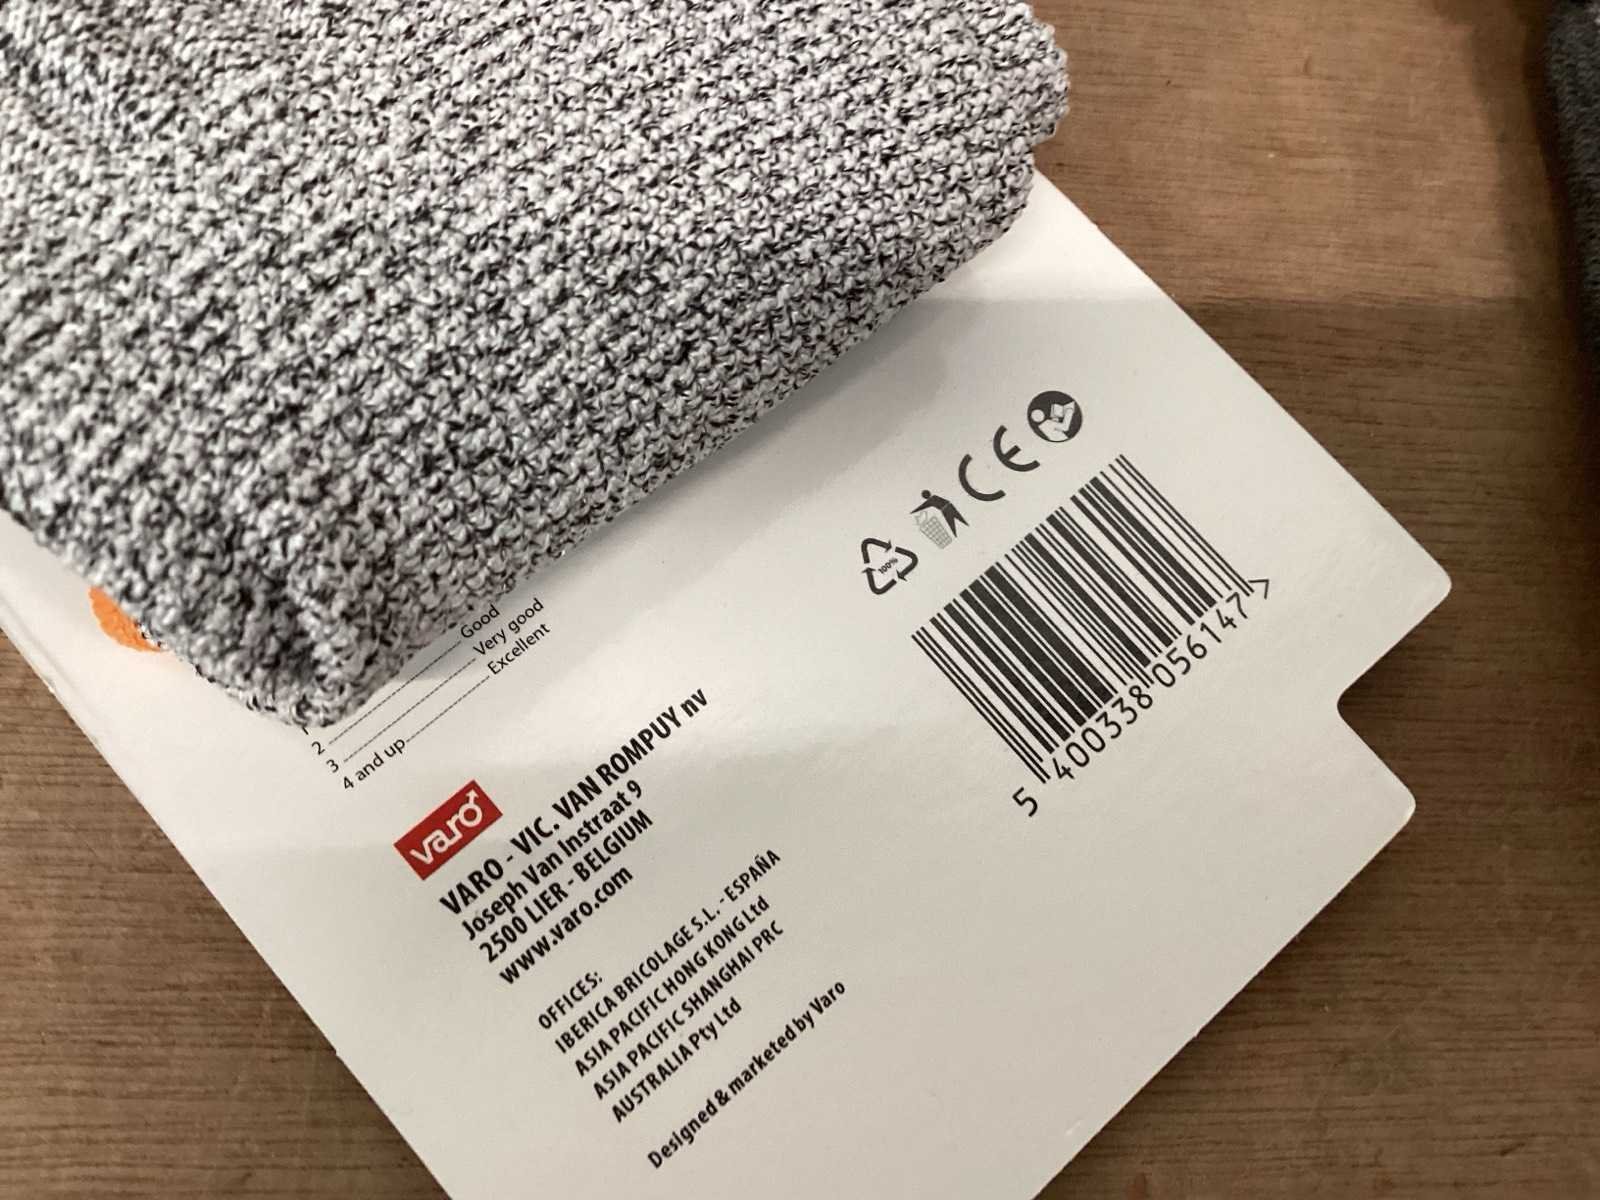 Good
2 Very good
3 Excellent
4 and up
varo
VARO - VIC. VAN ROMPUY nv
Joseph Van Instraat 9
2500 LIER - BELGIUM
www.varo.com
OFFICES:
IBERICA BRICOLAGE S.L. - ESPAÑA
ASIA PACIFIC HONG KONG Ltd
ASIA PACIFIC SHANGHAI PRC
AUSTRALIA Pty Ltd
Designed & marketed by Varo
100%
CE
5 400338 056147 >